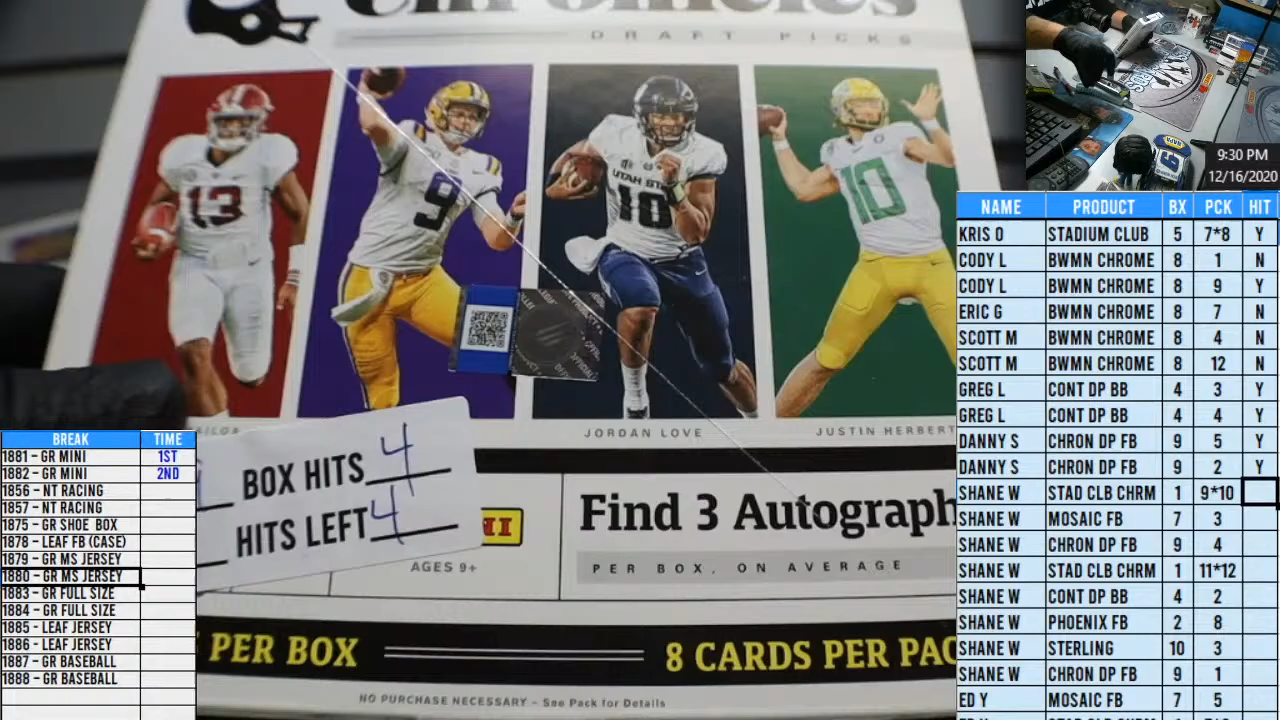 Chronicles
DRAFT PICKS
13
9
UTAH ST
10
10
JORDAN LOVE
JUSTIN HERBERT
BOX HITS 4
HITS LEFT 4
Find 3 Autograph
PER BOX, ON AVERAGE
AGES 9+
PER BOX
8 CARDS PER PAC
NO PURCHASE NECESSARY – See Pack for Details
9:30 PM
12/16/2020
BREAK TIME
1881 – GR MINI 1ST
1882 – GR MINI 2ND
1856 – NT RACING
1857 – NT RACING
1875 – GR SHOE BOX
1878 – LEAF FB (CASE)
1879 – GR MS JERSEY
1880 – GR MS JERSEY
1883 – GR FULL SIZE
1884 – GR FULL SIZE
1885 – LEAF JERSEY
1886 – LEAF JERSEY
1887 – GR BASEBALL
1888 – GR BASEBALL
NAME PRODUCT BX PCK HIT
KRIS O STADIUM CLUB 5 7*8 Y
CODY L BWMN CHROME 8 1 N
CODY L BWMN CHROME 8 9 Y
ERIC G BWMN CHROME 8 7 N
SCOTT M BWMN CHROME 8 4 N
SCOTT M BWMN CHROME 8 12 N
GREG L CONT DP BB 4 3 Y
GREG L CONT DP BB 4 4 Y
DANNY S CHRON DP FB 9 5 Y
DANNY S CHRON DP FB 9 2 Y
SHANE W STAD CLB CHRM 1 9*10
SHANE W MOSAIC FB 7 3
SHANE W CHRON DP FB 9 4
SHANE W STAD CLB CHRM 1 11*12
SHANE W CONT DP BB 4 2
SHANE W PHOENIX FB 2 8
SHANE W STERLING 10 3
SHANE W CHRON DP FB 9 1
ED Y MOSAIC FB 7 5